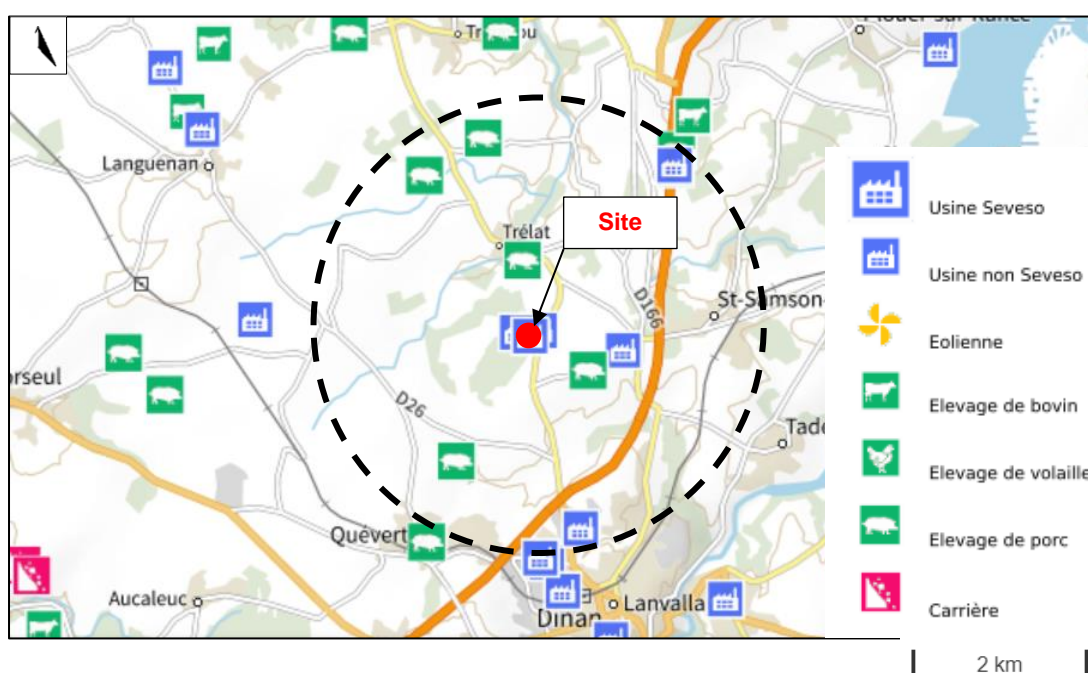 Languenan
Trélat
Site
D166
St-Samson-
D26
Quévert
Aucaleuc
Dinan
Lanvalla
Usine Seveso
Usine non Seveso
Eolienne
Elevage de bovin
Elevage de volaille
Elevage de porc
Carrière
2 km